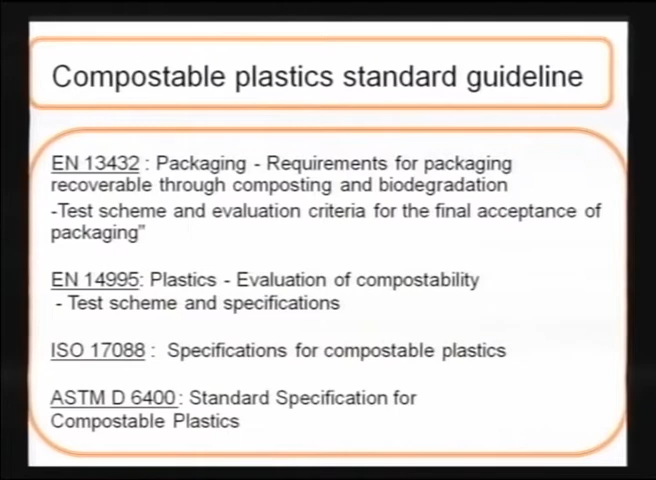 Compostable plastics standard guideline
EN 13432 : Packaging - Requirements for packaging
recoverable through composting and biodegradation
-Test scheme and evaluation criteria for the final acceptance of
packaging"
EN 14995: Plastics - Evaluation of compostability
- Test scheme and specifications
ISO 17088 : Specifications for compostable plastics
ASTM D 6400: Standard Specification for
Compostable Plastics